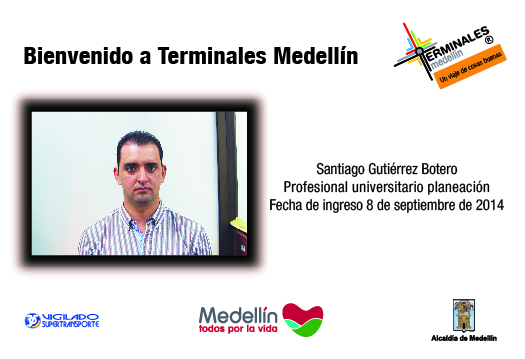 Bienvenido a Terminales Medellín
TERMINALES®
medellín
Un viaje de cosas buenas
Santiago Gutiérrez Botero
Profesional universitario planeación
Fecha de ingreso 8 de septiembre de 2014
VIGILADO
SUPERTRANSPORTE
Medellín
todos por la vida
Alcaldía de Medellín